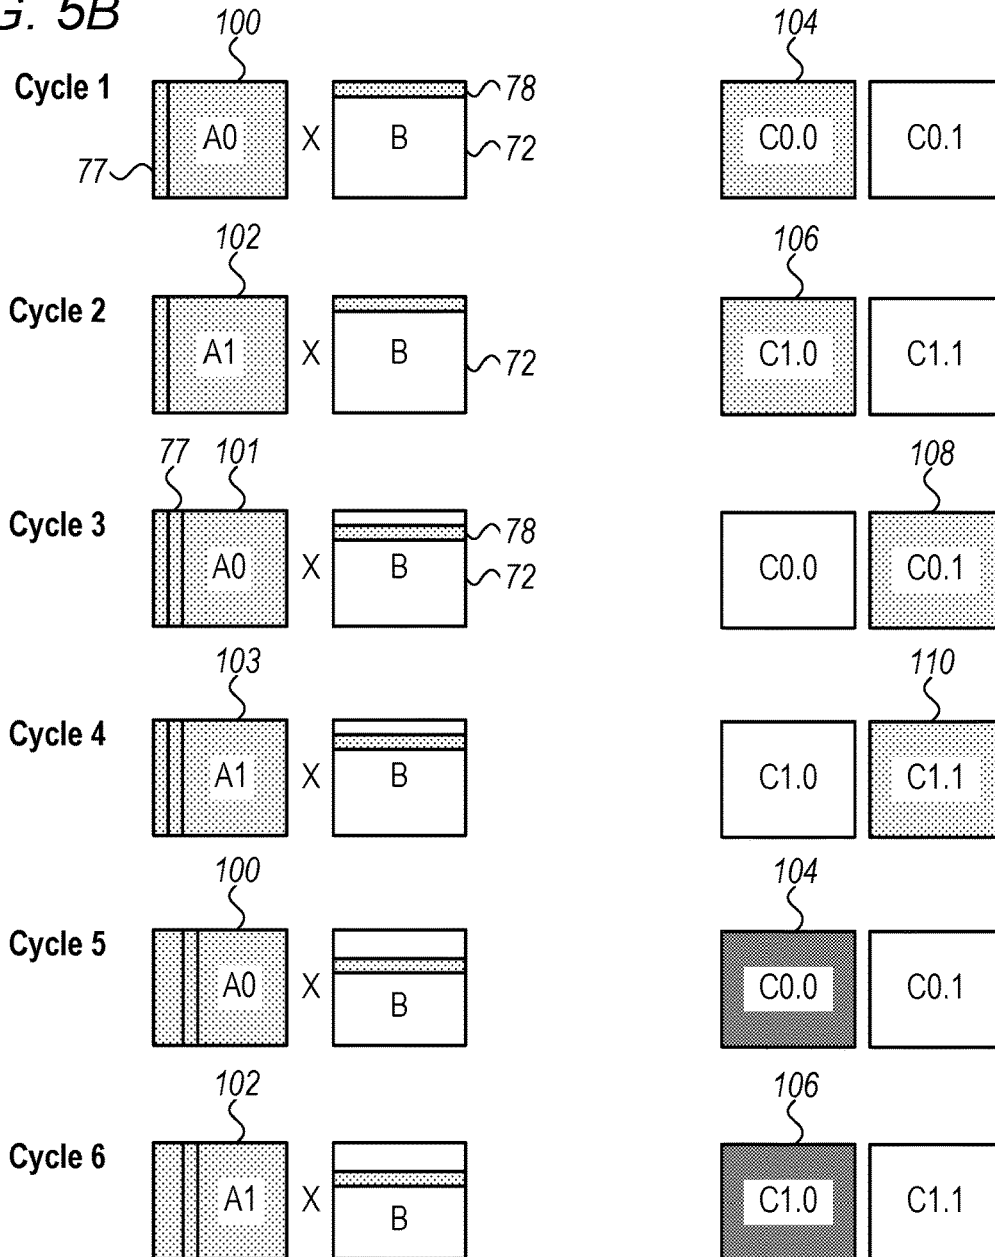 G. 5B
100 104
Cycle 1 A0 X B 78 C0.0 C0.1
77 72
102 106
Cycle 2 A1 X B 72 C1.0 C1.1
77 101 108
Cycle 3 A0 X B 78 C0.0 C0.1
72
103 110
Cycle 4 A1 X B C1.0 C1.1
100 104
Cycle 5 A0 X B C0.0 C0.1
102 106
Cycle 6 A1 X B C1.0 C1.1